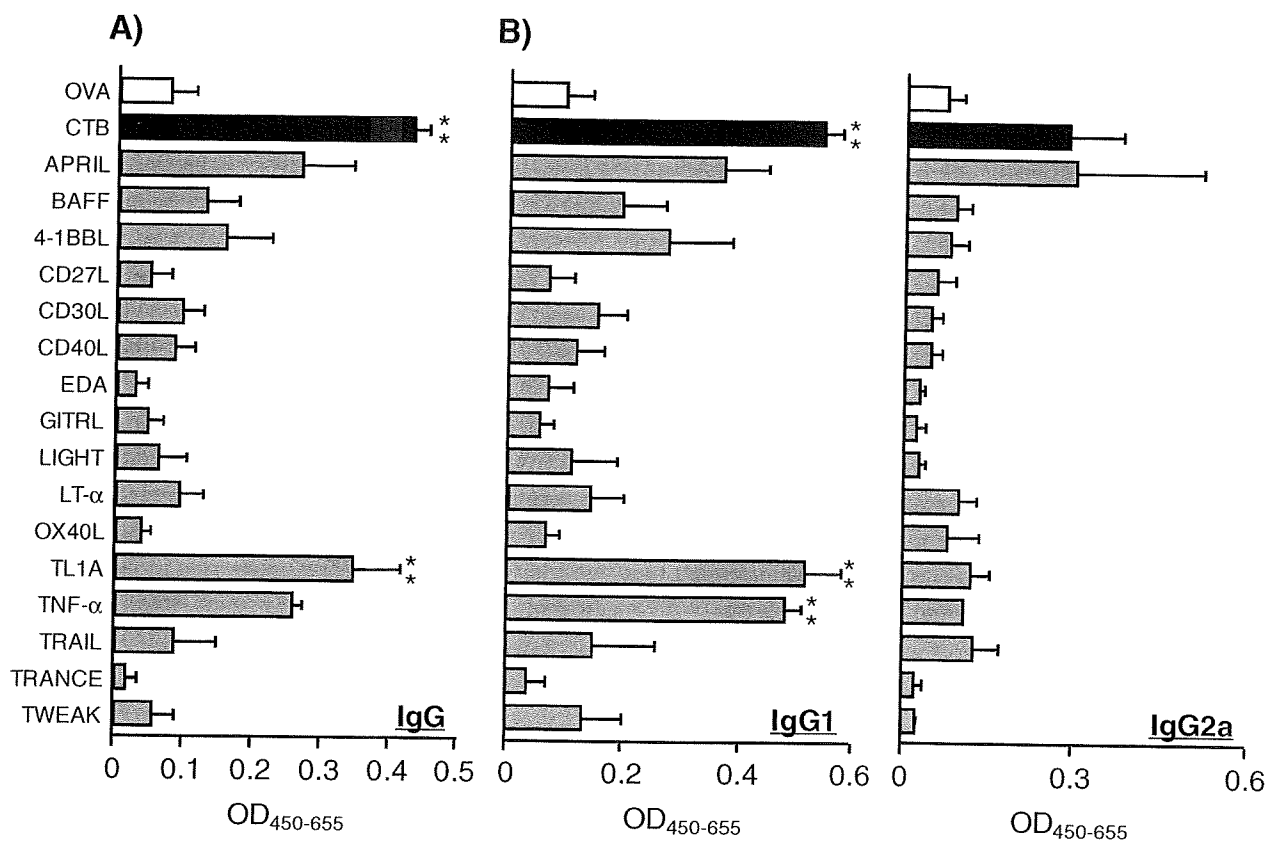 A)
B)
OVA
CTB
* *
* *
APRIL
BAFF
4-1BBL
CD27L
CD30L
CD40L
EDA
GITRL
LIGHT
LT-α
OX40L
TL1A
* *
* *
TNF-α
* *
TRAIL
TRANCE
TWEAK
IgG
IgG1
IgG2a
0 0.1 0.2 0.3 0.4 0.5
0 0.2 0.4 0.6
0 0.3 0.6
OD450-655
OD450-655
OD450-655